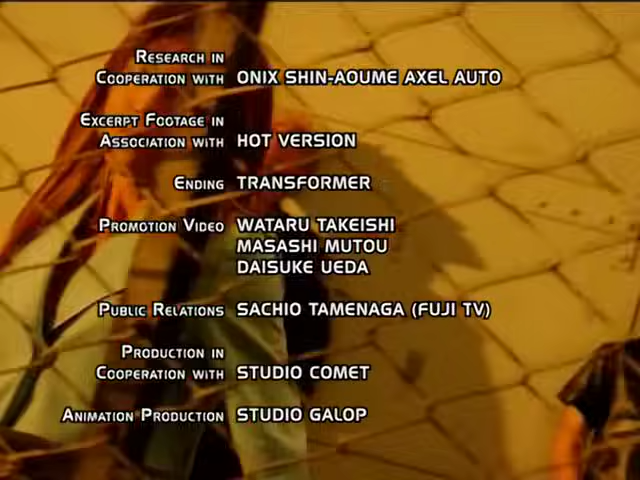 Research in
Cooperation with ONIX SHIN-AOUME AXEL AUTO
Excerpt Footage in
Association with HOT VERSION
Ending TRANSFORMER
Promotion Video WATARU TAKEISHI
MASASHI MUTOU
DAISUKE UEDA
Public Relations SACHIO TAMENAGA (FUJI TV)
Production in
Cooperation with STUDIO COMET
Animation Production STUDIO GALOP